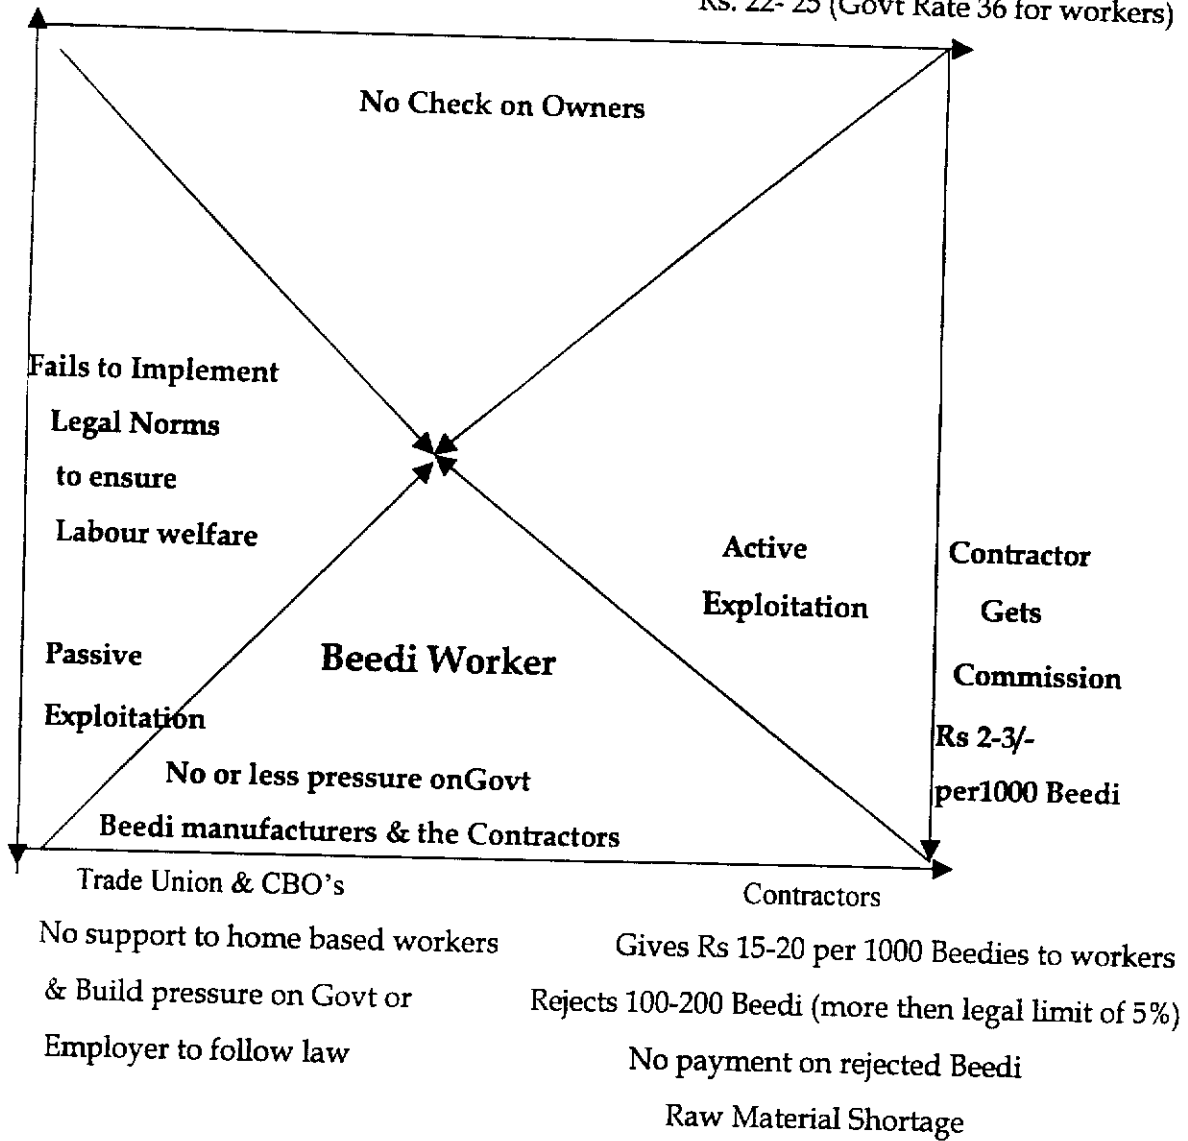 Rs. 22- 25 (Govt Rate 36 for workers)
No Check on Owners
Fails to Implement
Legal Norms
to ensure
Labour welfare
Active
Exploitation
Contractor
Gets
Commission
Rs 2-3/-
per1000 Beedi
Passive
Exploitation
Beedi Worker
No or less pressure onGovt
Beedi manufacturers & the Contractors
Trade Union & CBO's
No support to home based workers
& Build pressure on Govt or
Employer to follow law
Contractors
Gives Rs 15-20 per 1000 Beedies to workers
Rejects 100-200 Beedi (more then legal limit of 5%)
No payment on rejected Beedi
Raw Material Shortage